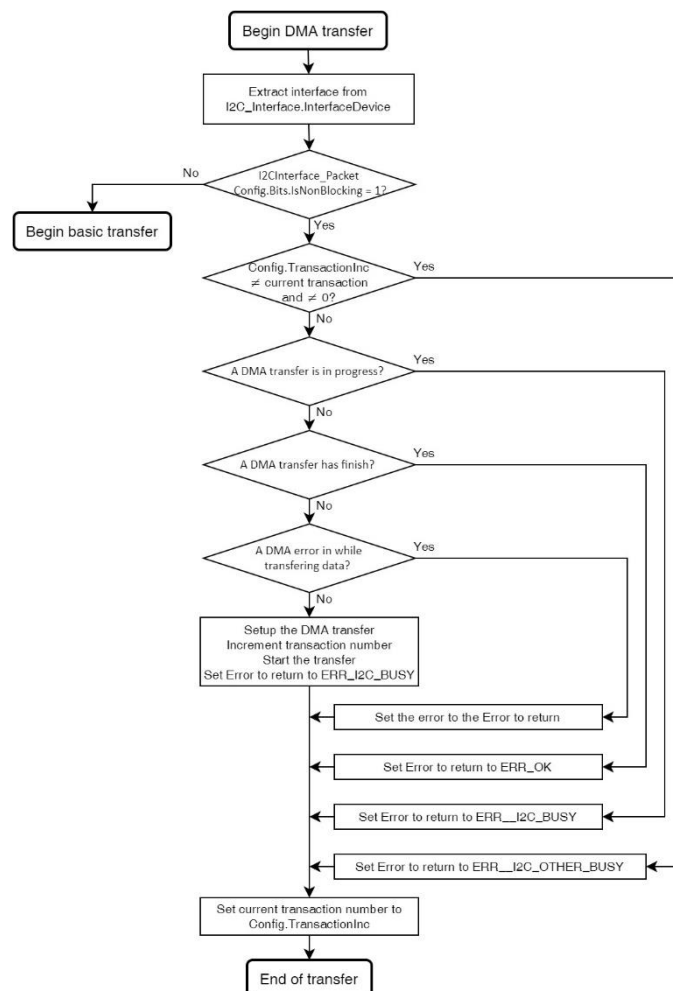 Begin DMA transfer
Extract interface from
I2C_Interface.InterfaceDevice
I2CInterface_Packet
Config.Bits.IsNonBlocking = 1?
No
Begin basic transfer
Yes
Config.TransactionInc
≠ current transaction
and ≠ 0?
Yes
No
A DMA transfer is in progress?
Yes
No
A DMA transfer has finish?
Yes
No
A DMA error in while
transfering data?
Yes
No
Setup the DMA transfer
Increment transaction number
Start the transfer
Set Error to return to ERR_I2C_BUSY
Set the error to the Error to return
Set Error to return to ERR_OK
Set Error to return to ERR__I2C_BUSY
Set Error to return to ERR__I2C_OTHER_BUSY
Set current transaction number to
Config.TransactionInc
End of transfer